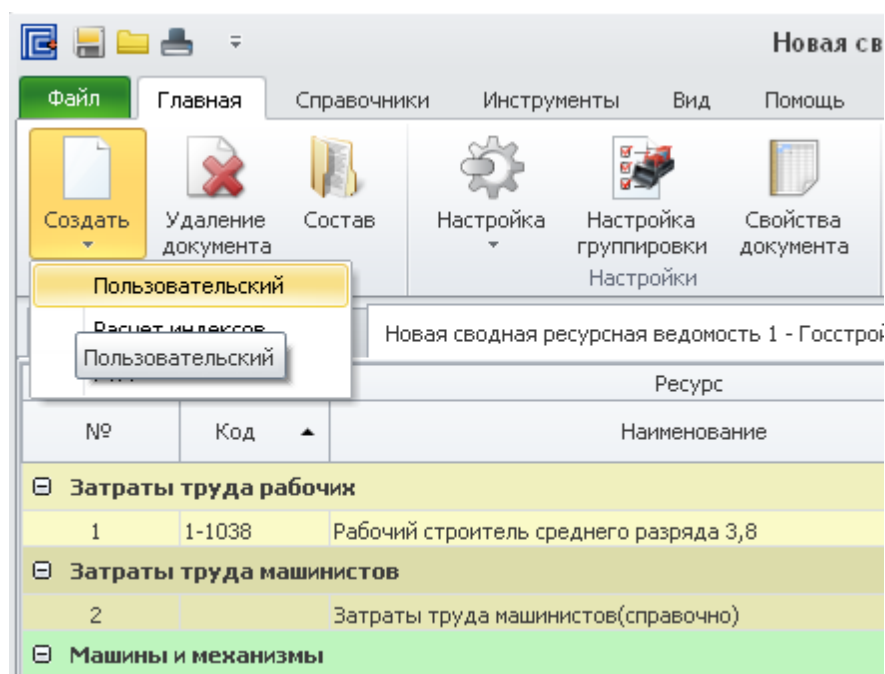 Новая св
Файл Главная Справочники Инструменты Вид Помощь
Создать Удаление документа Состав Настройка Настройка группировки Свойства документа
Настройки
Пользовательский
Расчет индексов
Новая сводная ресурсная ведомость 1 - Госстрой
Пользовательский
Ресурс
№ Код Наименование
Затраты труда рабочих
1 1-1038 Рабочий строитель среднего разряда 3,8
Затраты труда машинистов
2 Затраты труда машинистов(справочно)
Машины и механизмы